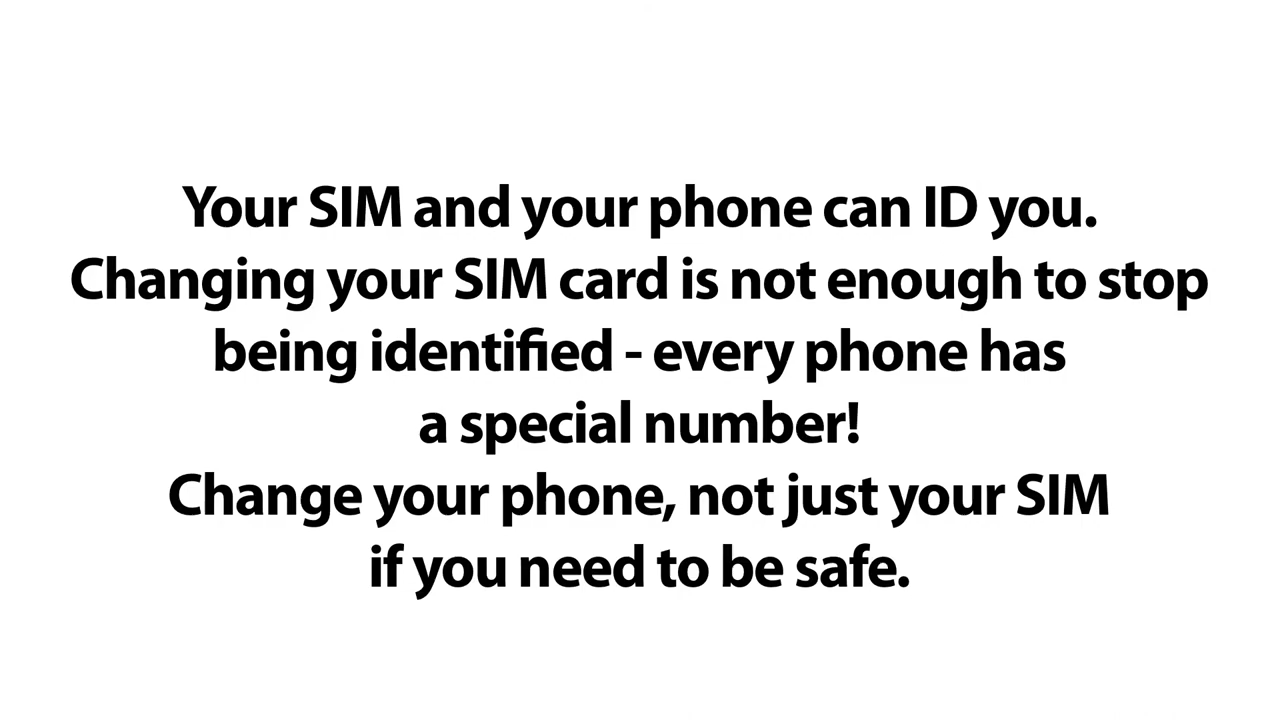 Your SIM and your phone can ID you.
Changing your SIM card is not enough to stop
being identified - every phone has
a special number!
Change your phone, not just your SIM
if you need to be safe.